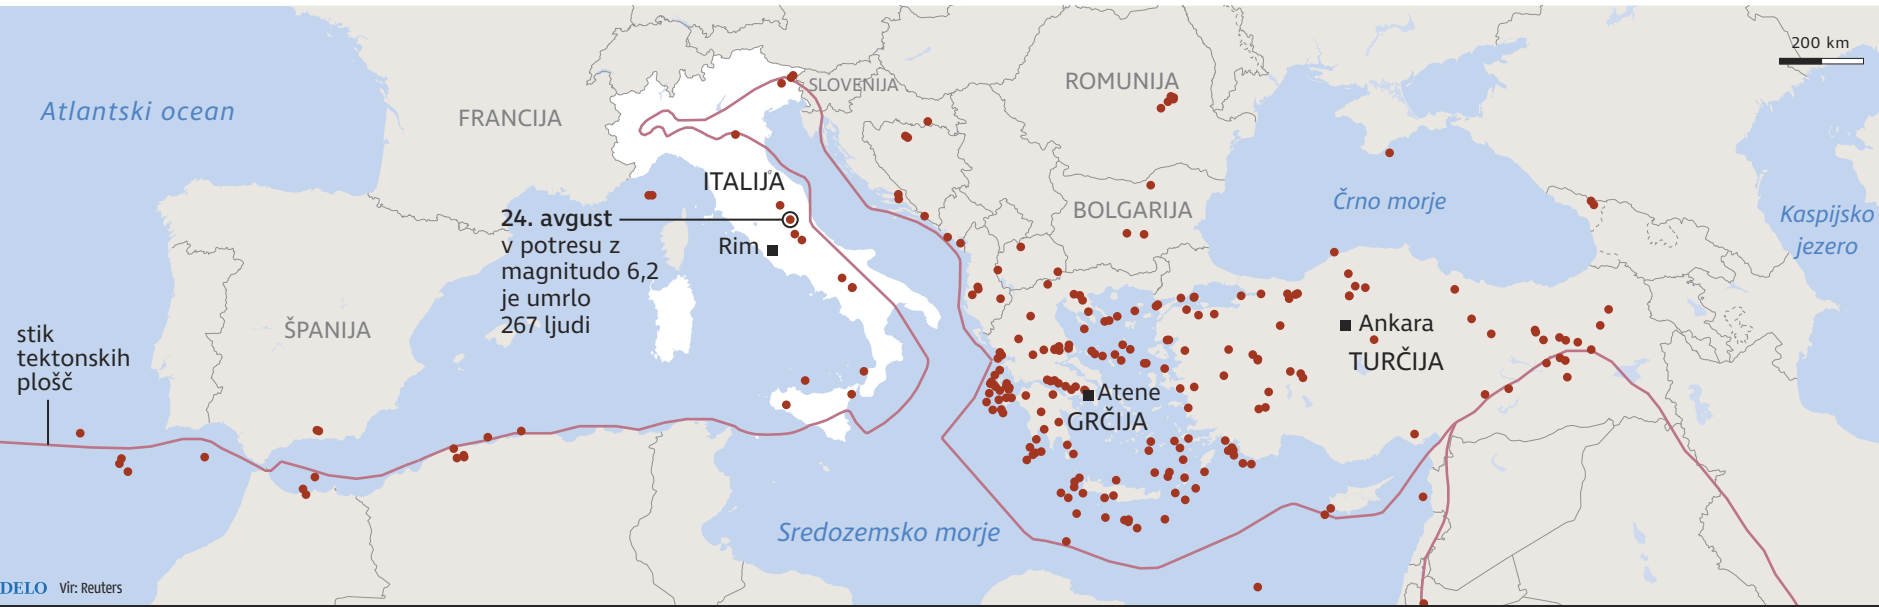 200 km
Atlantski ocean
FRANCIJA
SLOVENIJA
ROMUNIJA
ITALIJA
24. avgust
v potresu z
magnitudo 6,2
je umrlo
267 ljudi
Rim
BOLGARIJA
Črno morje
Kaspijsko
jezero
ŠPANIJA
stik
tektonskih
plošč
Ankara
TURČIJA
Atene
GRČIJA
Sredozemsko morje
DELO Vir: Reuters